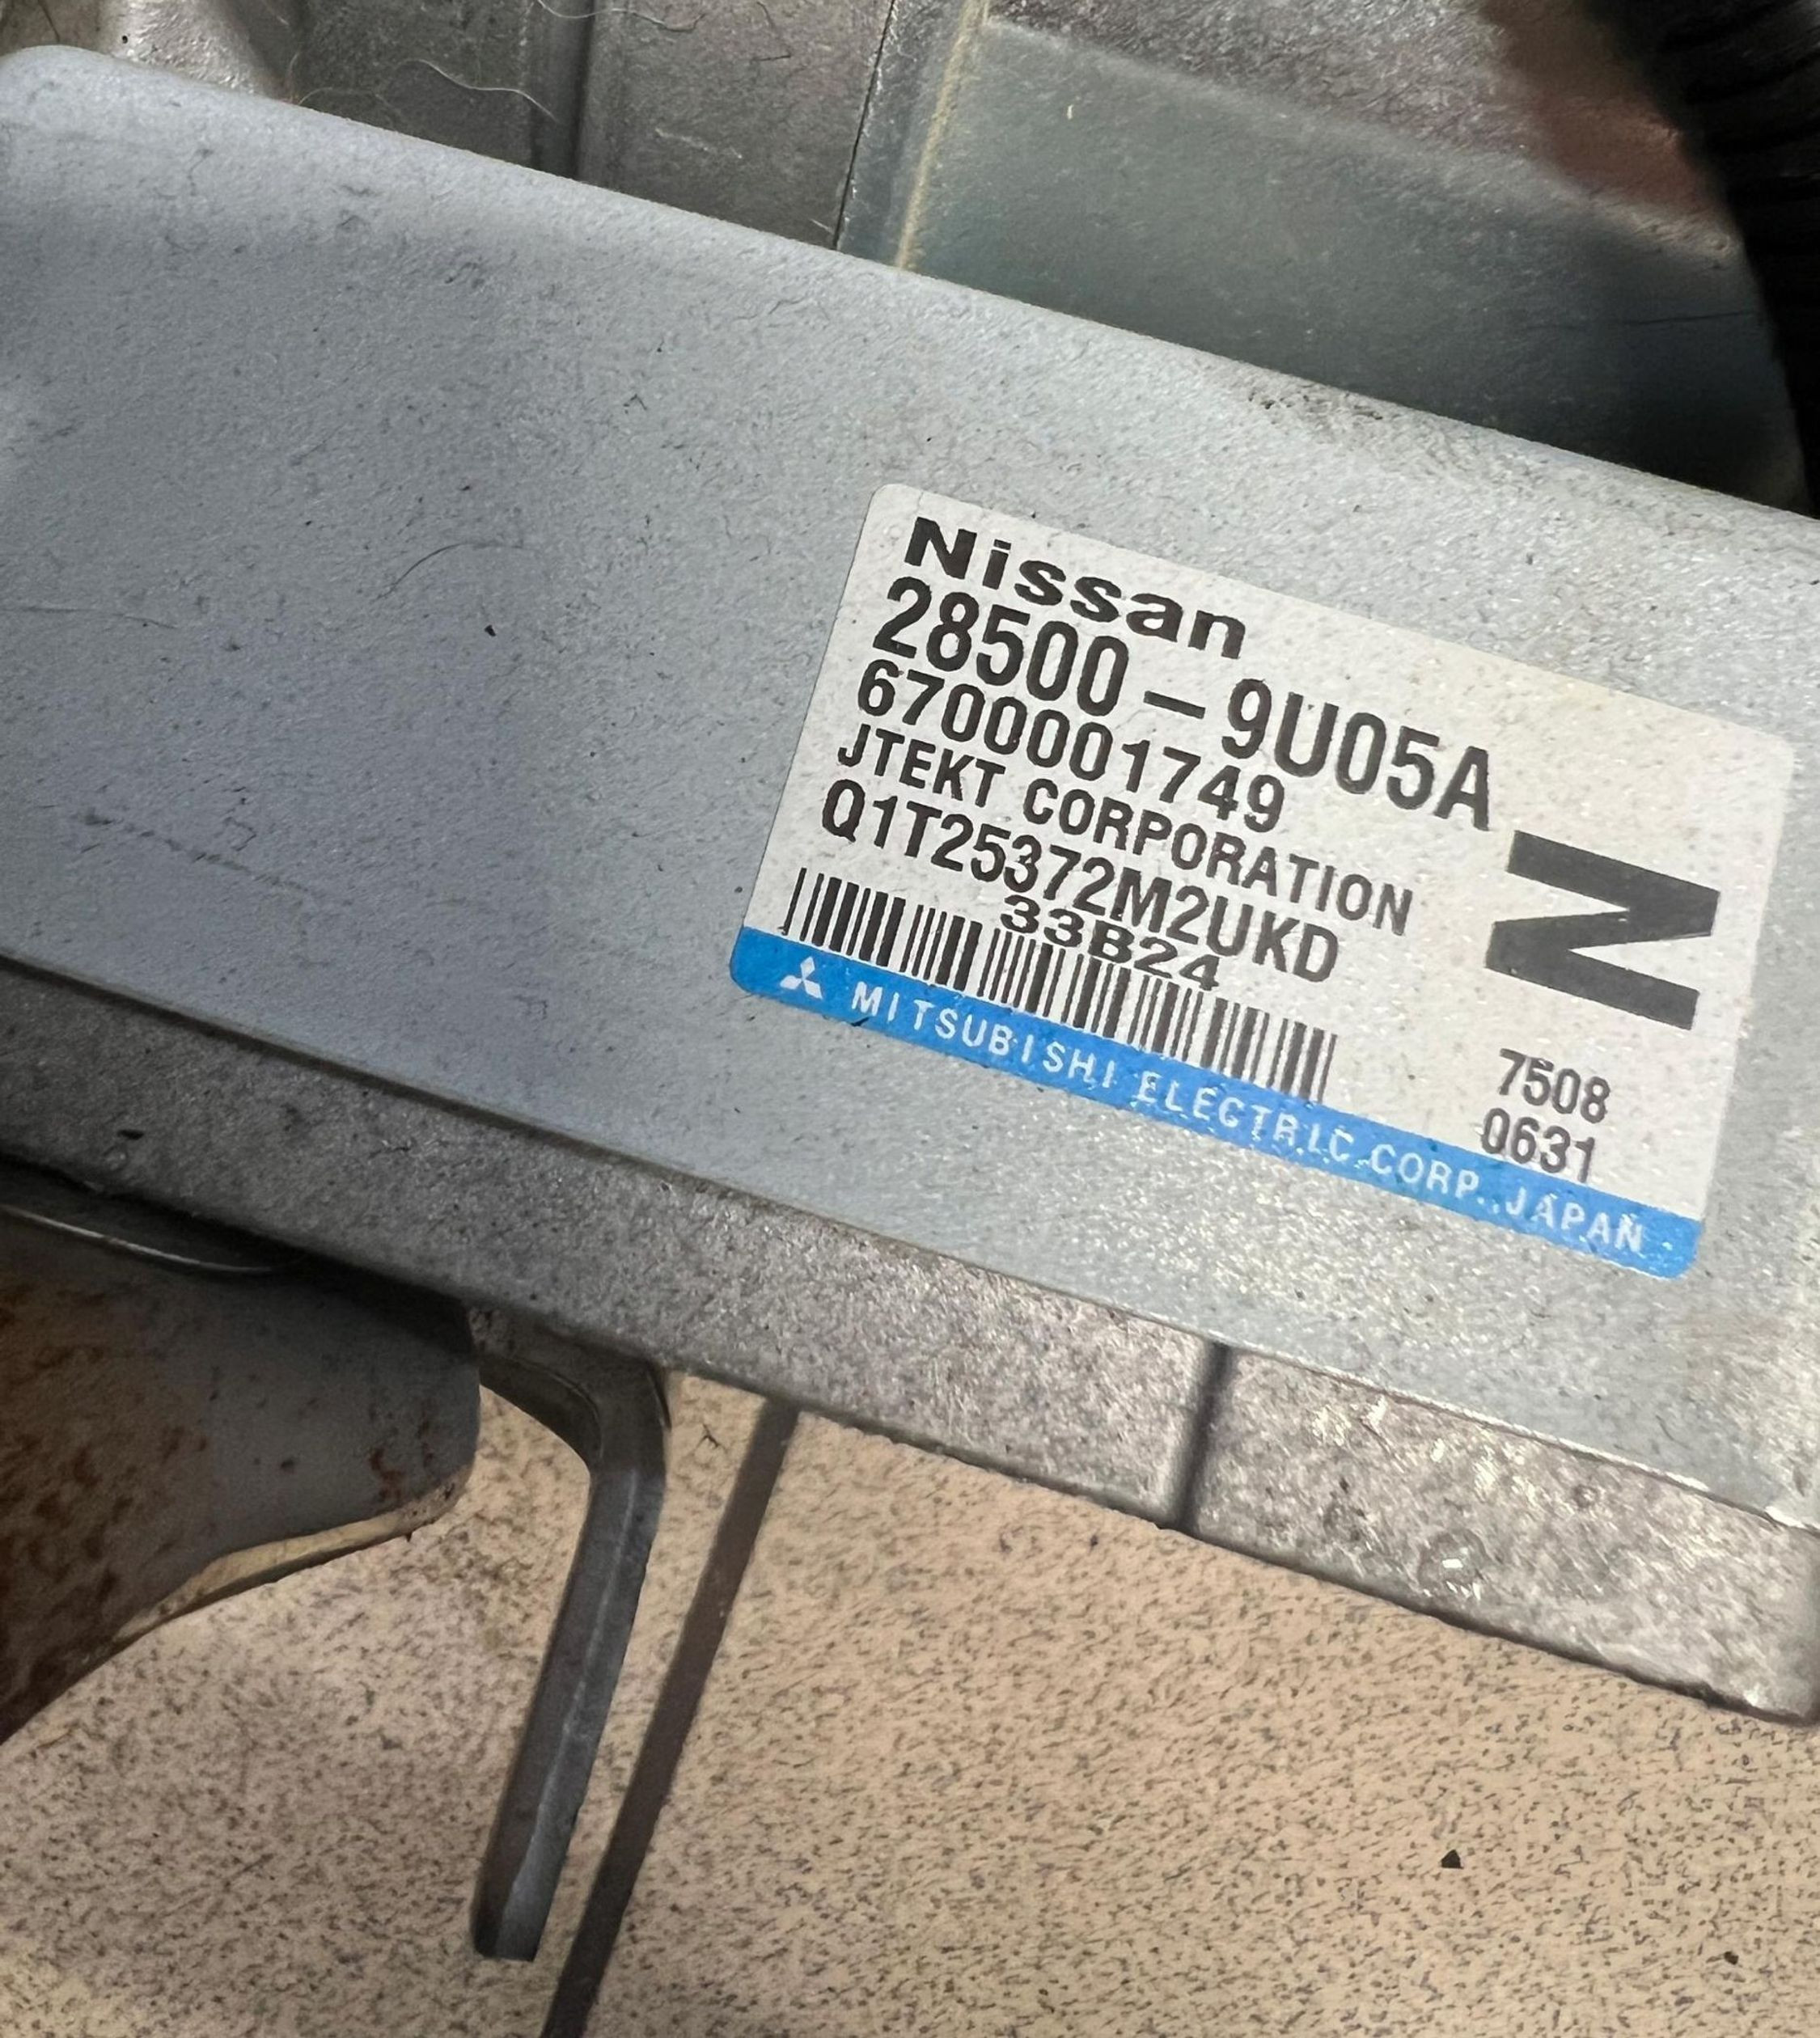 Nissan
28500-9U05A
6700001749
JTEKT CORPORATION
Q1T25372M2UKD
33B24
N
7508
0631
MITSUBISHI ELECTRIC CORP. JAPAN